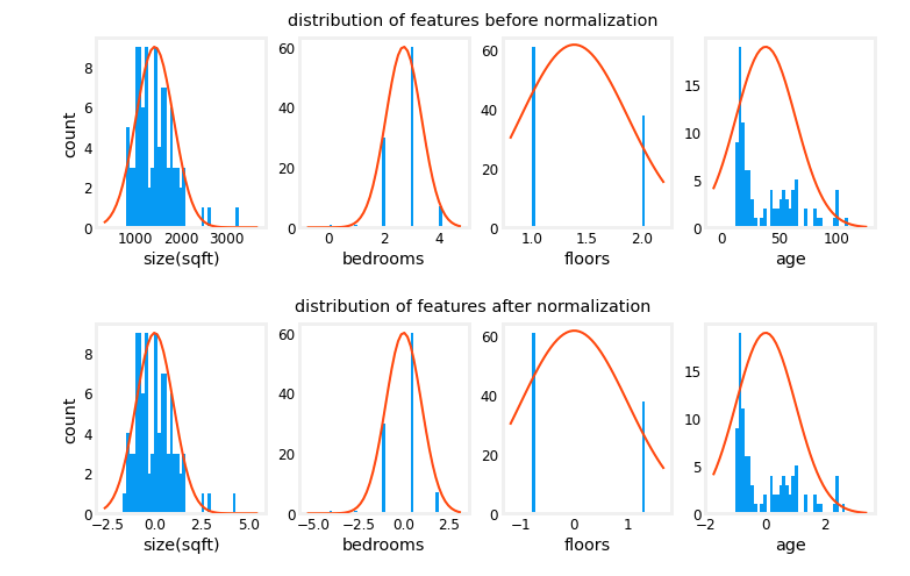 distribution of features before normalization
count
8
6
4
2
0
1000 2000 3000
size(sqft)
60
40
20
0
0 2 4
bedrooms
60
40
20
0
1.0 1.5 2.0
floors
15
10
5
0
0 50 100
age
distribution of features after normalization
count
8
6
4
2
0
−2.5 0.0 2.5 5.0
size(sqft)
60
40
20
0
−5.0 −2.5 0.0 2.5
bedrooms
60
40
20
0
−1 0 1
floors
15
10
5
0
−2 0 2
age